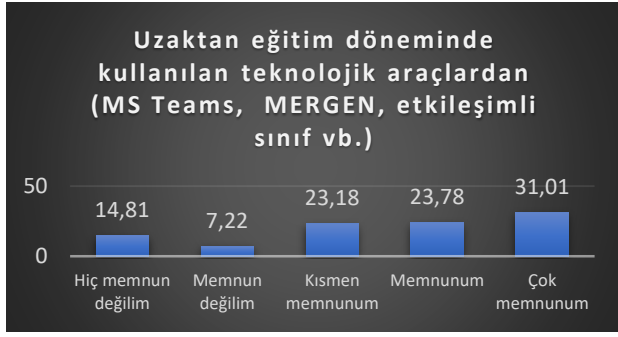 Uzaktan eğitim döneminde
kullanılan teknolojik araçlardan
(MS Teams, MERGEN, etkileşimli
sınıf vb.)
50
0
14,81
7,22
23,18
23,78
31,01
Hiç memnun
değilim
Memnun
değilim
Kısmen
memnunum
Memnunum
Çok
memnunum